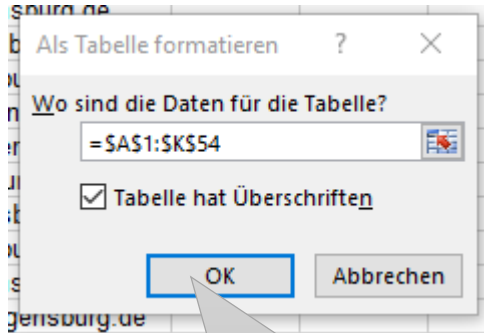 Als Tabelle formatieren ? ×
Wo sind die Daten für die Tabelle?
=$A$1:$K$54
Tabelle hat Überschriften
OK Abbrechen
gensburg.de